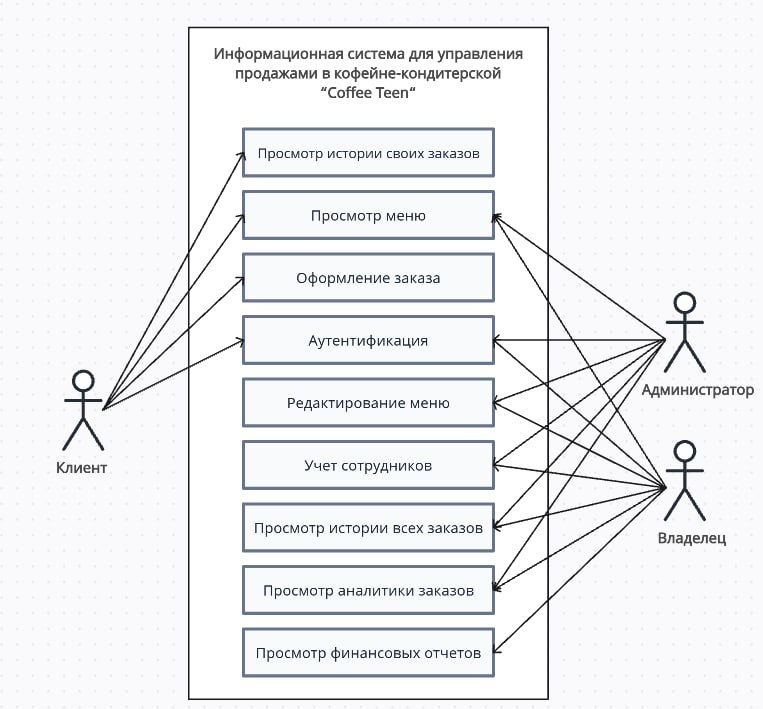 Информационная система для управления
продажами в кофейне-кондитерской
“Coffee Teen“
Просмотр истории своих заказов
Просмотр меню
Оформление заказа
Аутентификация
Редактирование меню
Учет сотрудников
Просмотр истории всех заказов
Просмотр аналитики заказов
Просмотр финансовых отчетов
Клиент
Администратор
Владелец